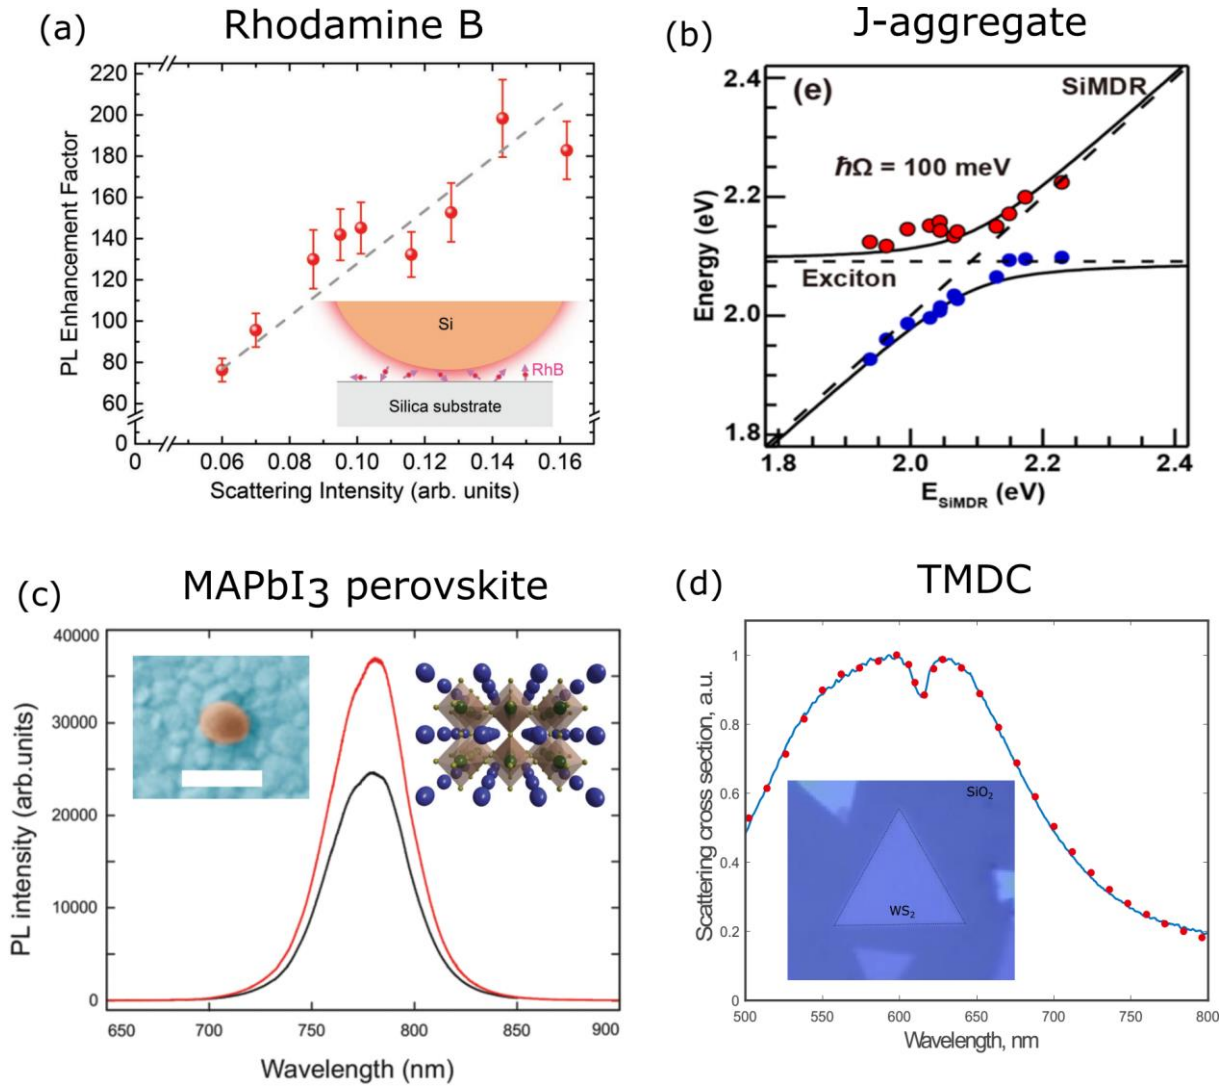 (a)
Rhodamine B
220
200
180
160
140
120
100
80
60
0
PL Enhancement Factor
Si
RhB
Silica substrate
0 0.06 0.08 0.10 0.12 0.14 0.16
Scattering Intensity (arb. units)
(b)
J-aggregate
(e)
SiMDR
ℏΩ = 100 meV
Exciton
2.4
2.2
2.0
1.8
Energy (eV)
1.8 2.0 2.2 2.4
E_SiMDR (eV)
(c)
MAPbI3 perovskite
40000
30000
20000
10000
0
PL intensity (arb.units)
650 700 750 800 850 900
Wavelength (nm)
(d)
TMDC
1
0.8
0.6
0.4
0.2
0
Scattering cross section, a.u.
SiO2
WS2
500 550 600 650 700 750 800
Wavelength, nm